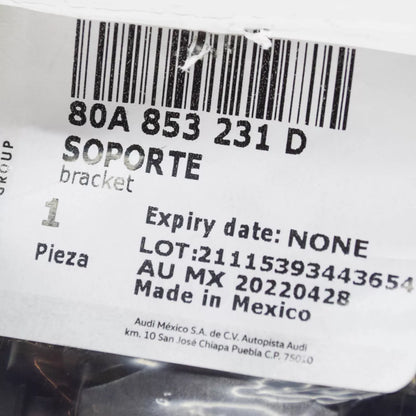 80A 853 231 D
SOPORTE
bracket
GROUP
1
Pieza
Expiry date: NONE
LOT:21115393443654
AU MX 20220428
Made in Mexico
Audi México S.A. de C.V. Autopista Audi
km. 10 San José Chiapa Puebla C.P. 75010